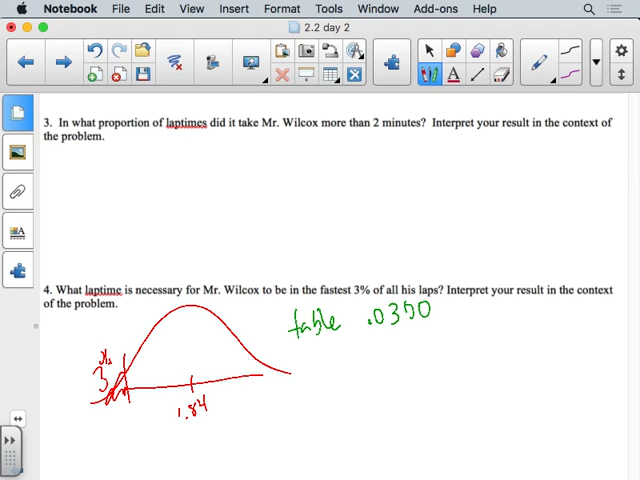 Notebook File Edit View Insert Format Tools Add-ons Window Help
2.2 day 2
3. In what proportion of laptimes did it take Mr. Wilcox more than 2 minutes? Interpret your result in the context of
the problem.
4. What laptime is necessary for Mr. Wilcox to be in the fastest 3% of all his laps? Interpret your result in the context
of the problem.
table .0350
3%
1.84